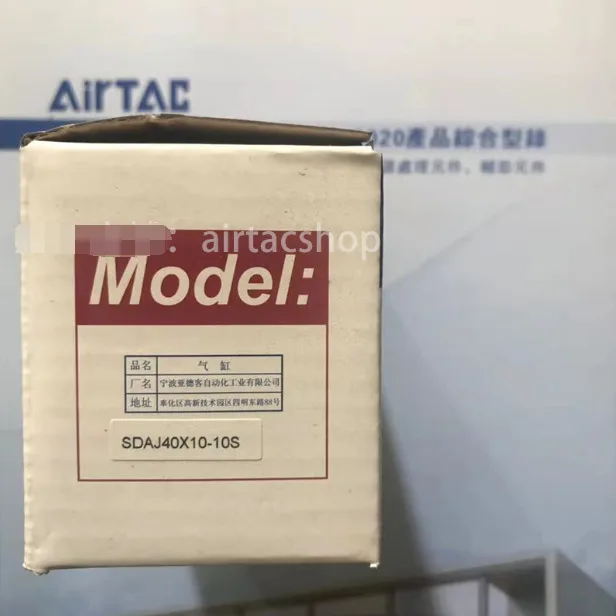 AirTAC
020產品綜合型錄
處理元件、輔助元件
: airtacshop
Model:
品名 气缸
厂名 宁波亚德客自动化工业有限公司
地址 奉化区高新技术园区四明东路88号
SDAJ40X10-10S